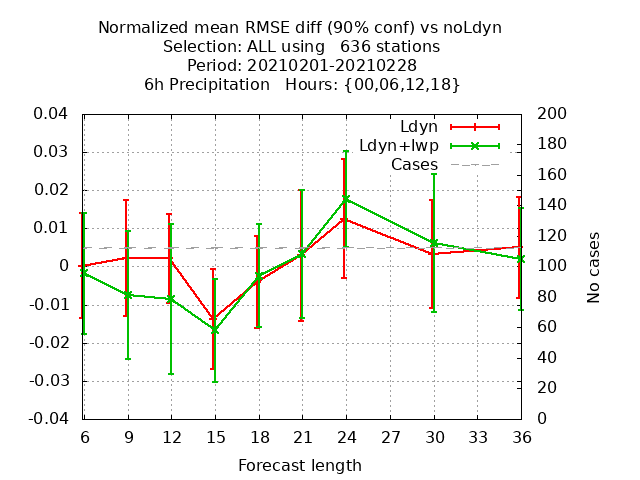 Normalized mean RMSE diff (90% conf) vs noLdyn
Selection: ALL using 636 stations
Period: 20210201-20210228
6h Precipitation Hours: {00,06,12,18}
0.04
0.03
0.02
0.01
0
-0.01
-0.02
-0.03
-0.04
Ldyn
Ldyn+lwp
Cases
200
180
160
140
120
100
80
60
40
20
0
No cases
6 9 12 15 18 21 24 27 30 33 36
Forecast length